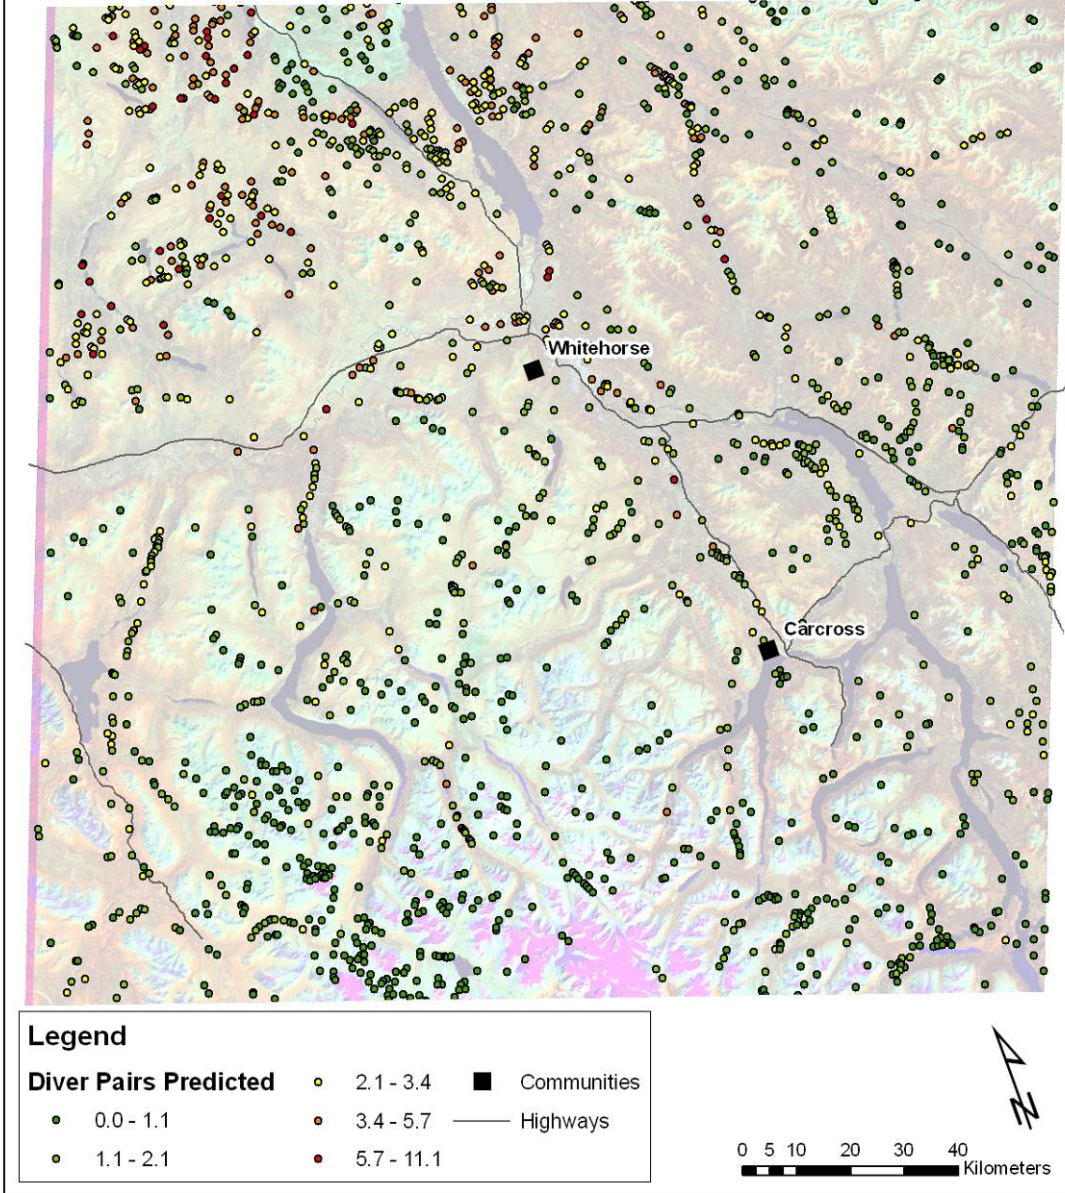 Whitehorse
Carcross
Legend
Diver Pairs Predicted
0.0 - 1.1
1.1 - 2.1
2.1 - 3.4
3.4 - 5.7
5.7 - 11.1
Communities
Highways
N
0 5 10 20 30 40
Kilometers